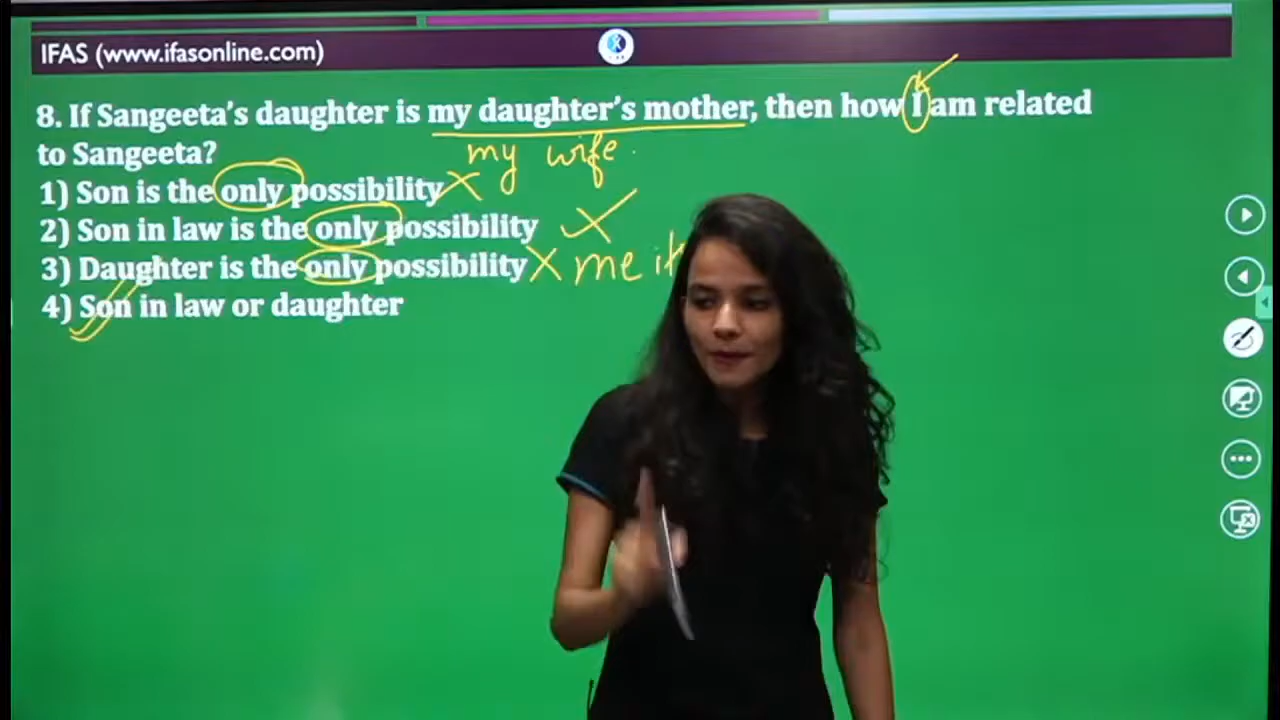 IFAS (www.ifasonline.com)
8. If Sangeeta's daughter is my daughter's mother, then how I am related
to Sangeeta?
my wife.
1) Son is the only possibility
2) Son in law is the only possibility
3) Daughter is the only possibility me
4) Son in law or daughter